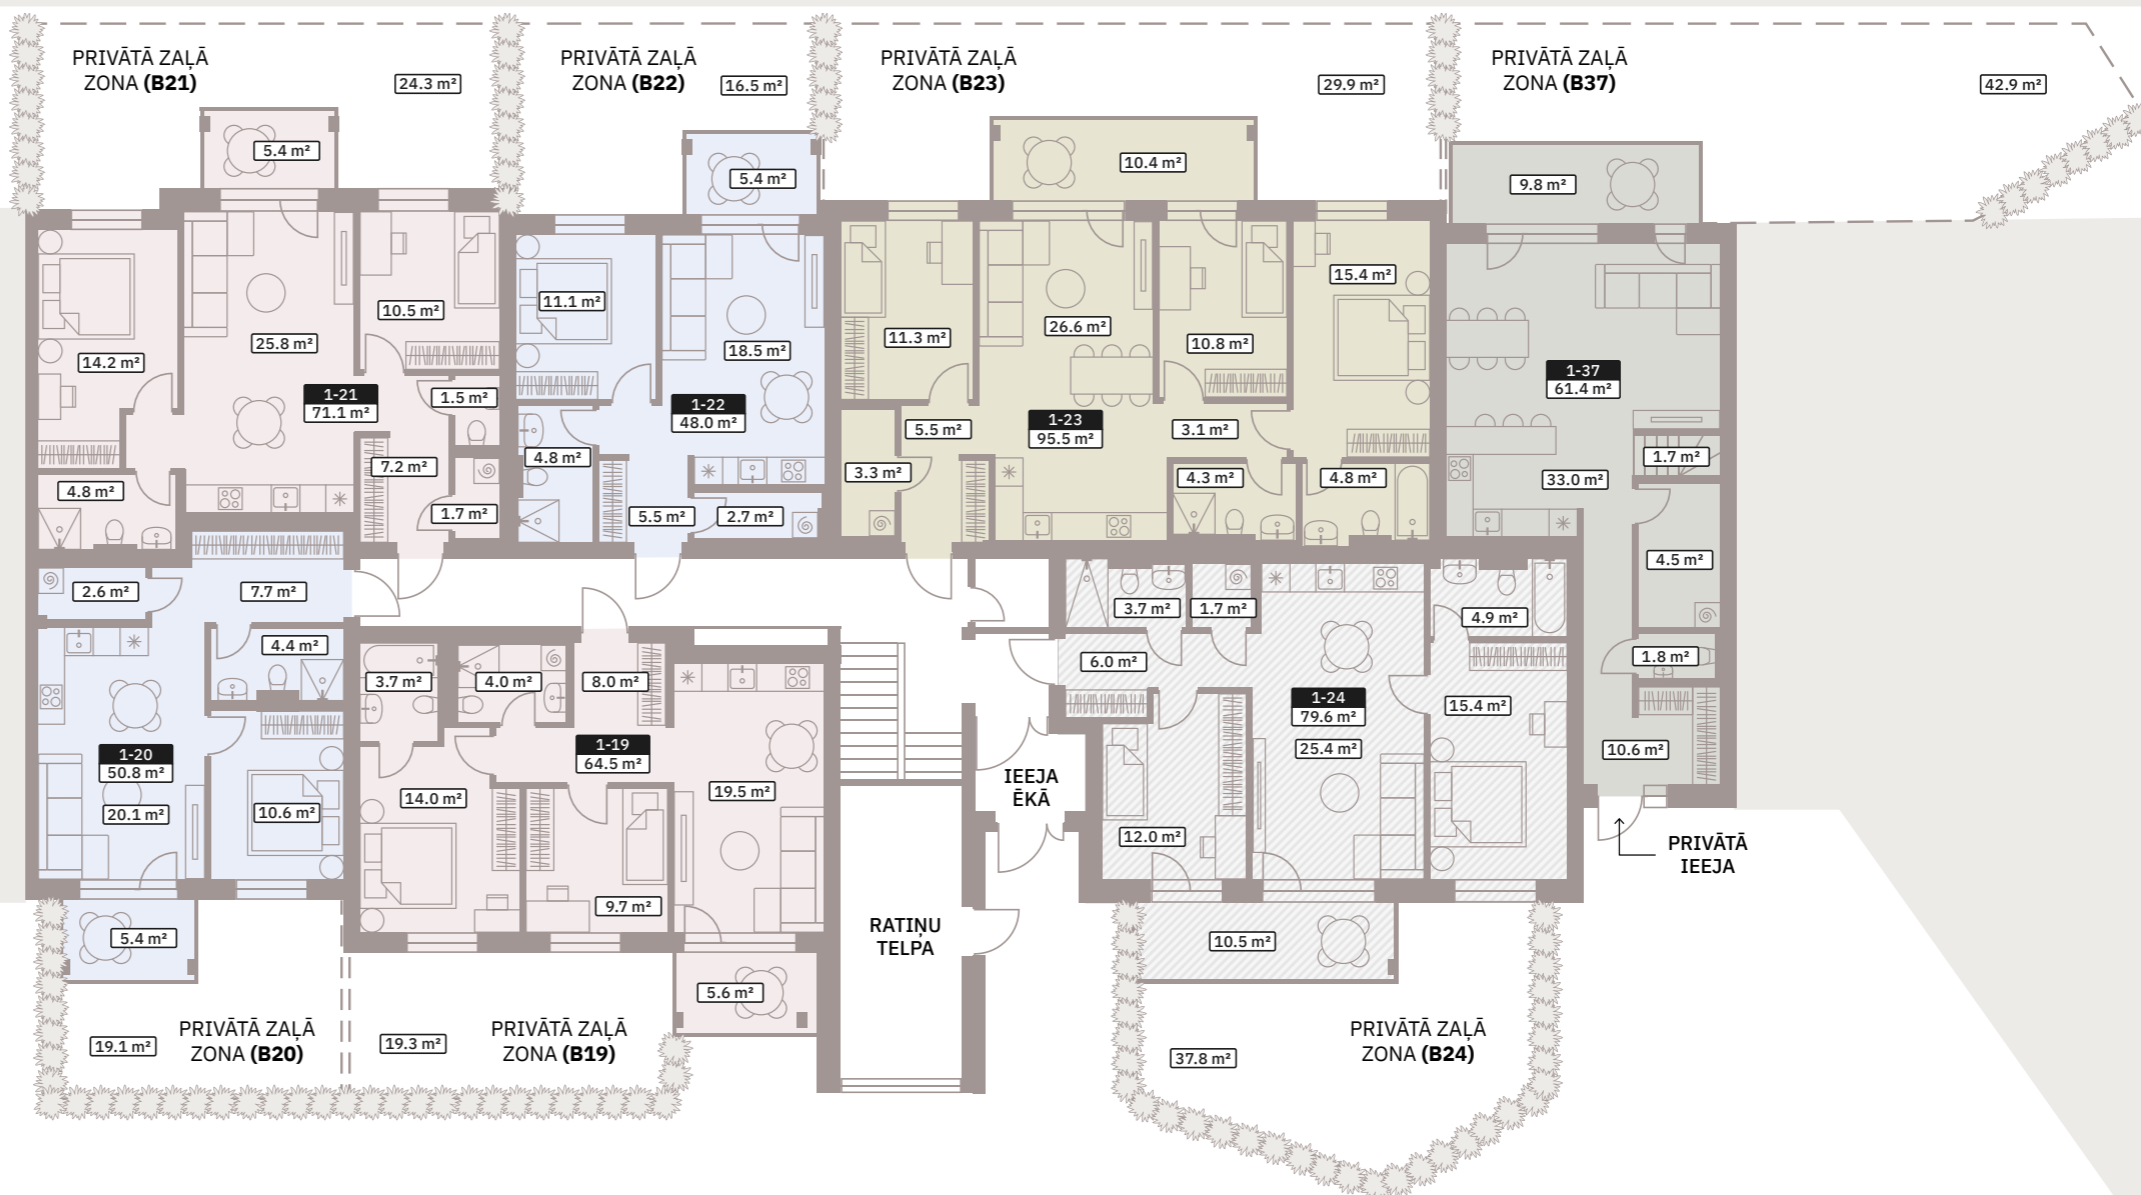 PRIVĀTĀ ZAĻĀ
ZONA (B21)
24.3 m²
PRIVĀTĀ ZAĻĀ
ZONA (B22)
16.5 m²
PRIVĀTĀ ZAĻĀ
ZONA (B23)
29.9 m²
PRIVĀTĀ ZAĻĀ
ZONA (B37)
42.9 m²
5.4 m²
14.2 m²
25.8 m²
10.5 m²
1-21
71.1 m²
1.5 m²
7.2 m²
1.7 m²
4.8 m²
5.4 m²
11.1 m²
18.5 m²
1-22
48.0 m²
4.8 m²
5.5 m²
2.7 m²
10.4 m²
11.3 m²
26.6 m²
10.8 m²
15.4 m²
5.5 m²
1-23
95.5 m²
3.1 m²
3.3 m²
4.3 m²
4.8 m²
9.8 m²
1-37
61.4 m²
1.7 m²
33.0 m²
4.5 m²
1.8 m²
10.6 m²
PRIVĀTĀ
IEEJA
2.6 m²
7.7 m²
4.4 m²
1-20
50.8 m²
20.1 m²
10.6 m²
5.4 m²
19.1 m²
PRIVĀTĀ ZAĻĀ
ZONA (B20)
3.7 m²
4.0 m²
8.0 m²
1-19
64.5 m²
14.0 m²
19.5 m²
9.7 m²
5.6 m²
19.3 m²
PRIVĀTĀ ZAĻĀ
ZONA (B19)
IEEJA
ĒKĀ
RATIŅU
TELPA
3.7 m²
1.7 m²
4.9 m²
6.0 m²
1-24
79.6 m²
25.4 m²
15.4 m²
12.0 m²
10.5 m²
37.8 m²
PRIVĀTĀ ZAĻĀ
ZONA (B24)